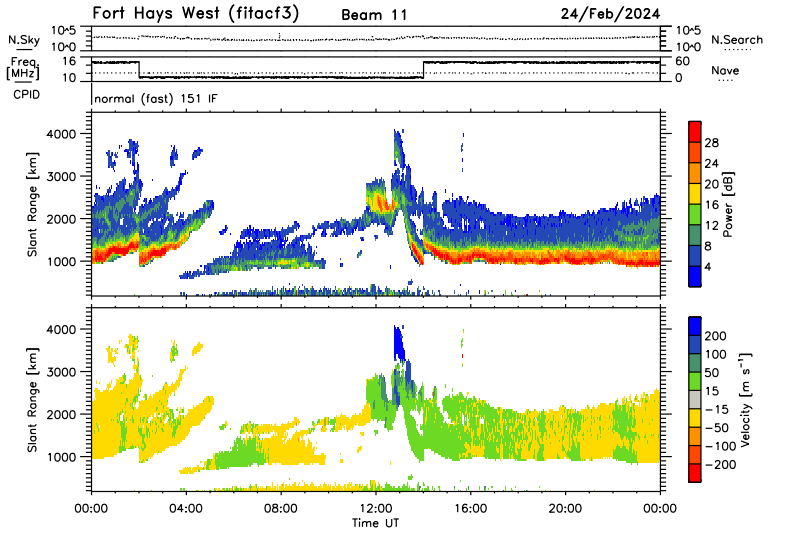 Fort Hays West (fitacf3) Beam 11 24/Feb/2024
N.Sky 10^5 10^0 10^5 10^0 N.Search
Freq. [MHz] 16 10 60 0 Nave
CPID normal (fast) 151 IF
Slant Range [km] 4000 3000 2000 1000
28 24 20 16 12 8 4 Power [dB]
Slant Range [km] 4000 3000 2000 1000
200 100 50 15 −15 −50 −100 −200 Velocity [m s⁻¹]
00:00 04:00 08:00 12:00 16:00 20:00 00:00
Time UT